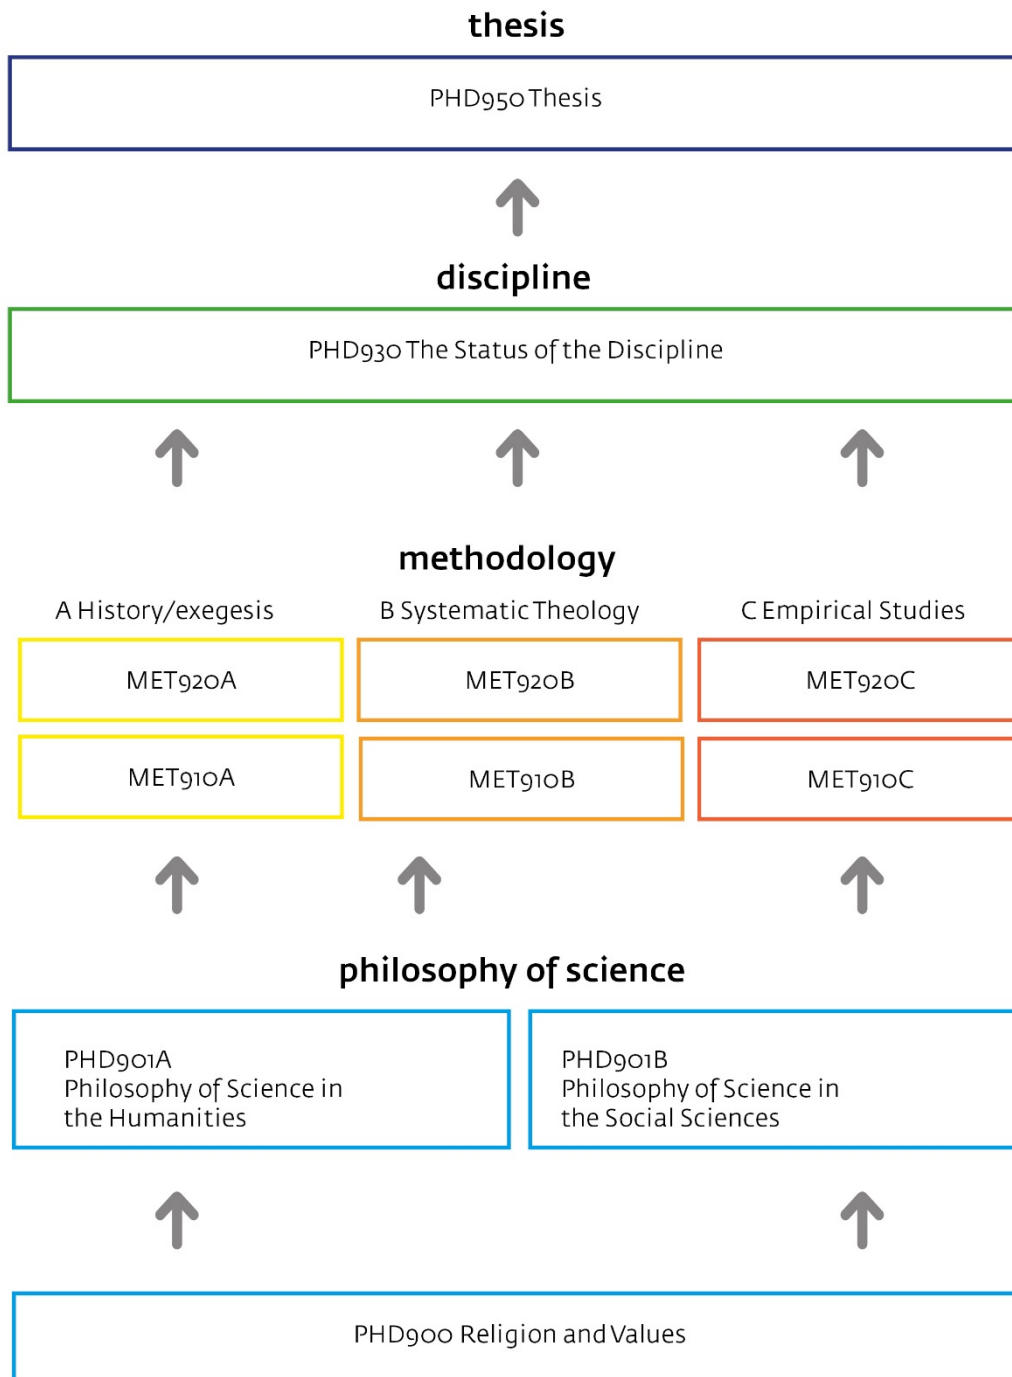 thesis
PHD950 Thesis
discipline
PHD930 The Status of the Discipline
methodology
A History/exegesis
B Systematic Theology
C Empirical Studies
MET920A
MET920B
MET920C
MET910A
MET910B
MET910C
philosophy of science
PHD901A
Philosophy of Science in
the Humanities
PHD901B
Philosophy of Science in
the Social Sciences
PHD900 Religion and Values